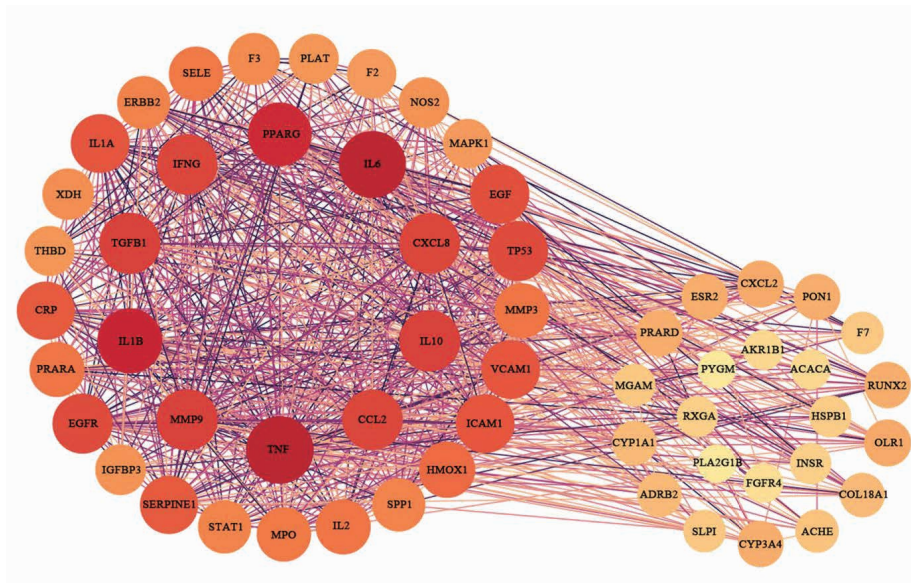 F3
PLAT
SELE
F2
ERBB2
NOS2
PPARG
IL1A
IFNG
IL6
MAPK1
XDH
EGF
THBD
TGFB1
CXCL8
TP53
CRP
IL1B
IL10
MMP3
PRARA
VCAM1
EGFR
MMP9
CCL2
ICAM1
TNF
IGFBP3
HMOX1
SERPINE1
STAT1
MPO
IL2
SPP1
CXCL2
ESR2
PON1
PRARD
F7
AKR1B1
PYGM
ACACA
MGAM
RUNX2
RXGA
HSPB1
CYP1A1
OLR1
PLA2G1B
INSR
FGFR4
ADRB2
COL18A1
SLPI
ACHE
CYP3A4